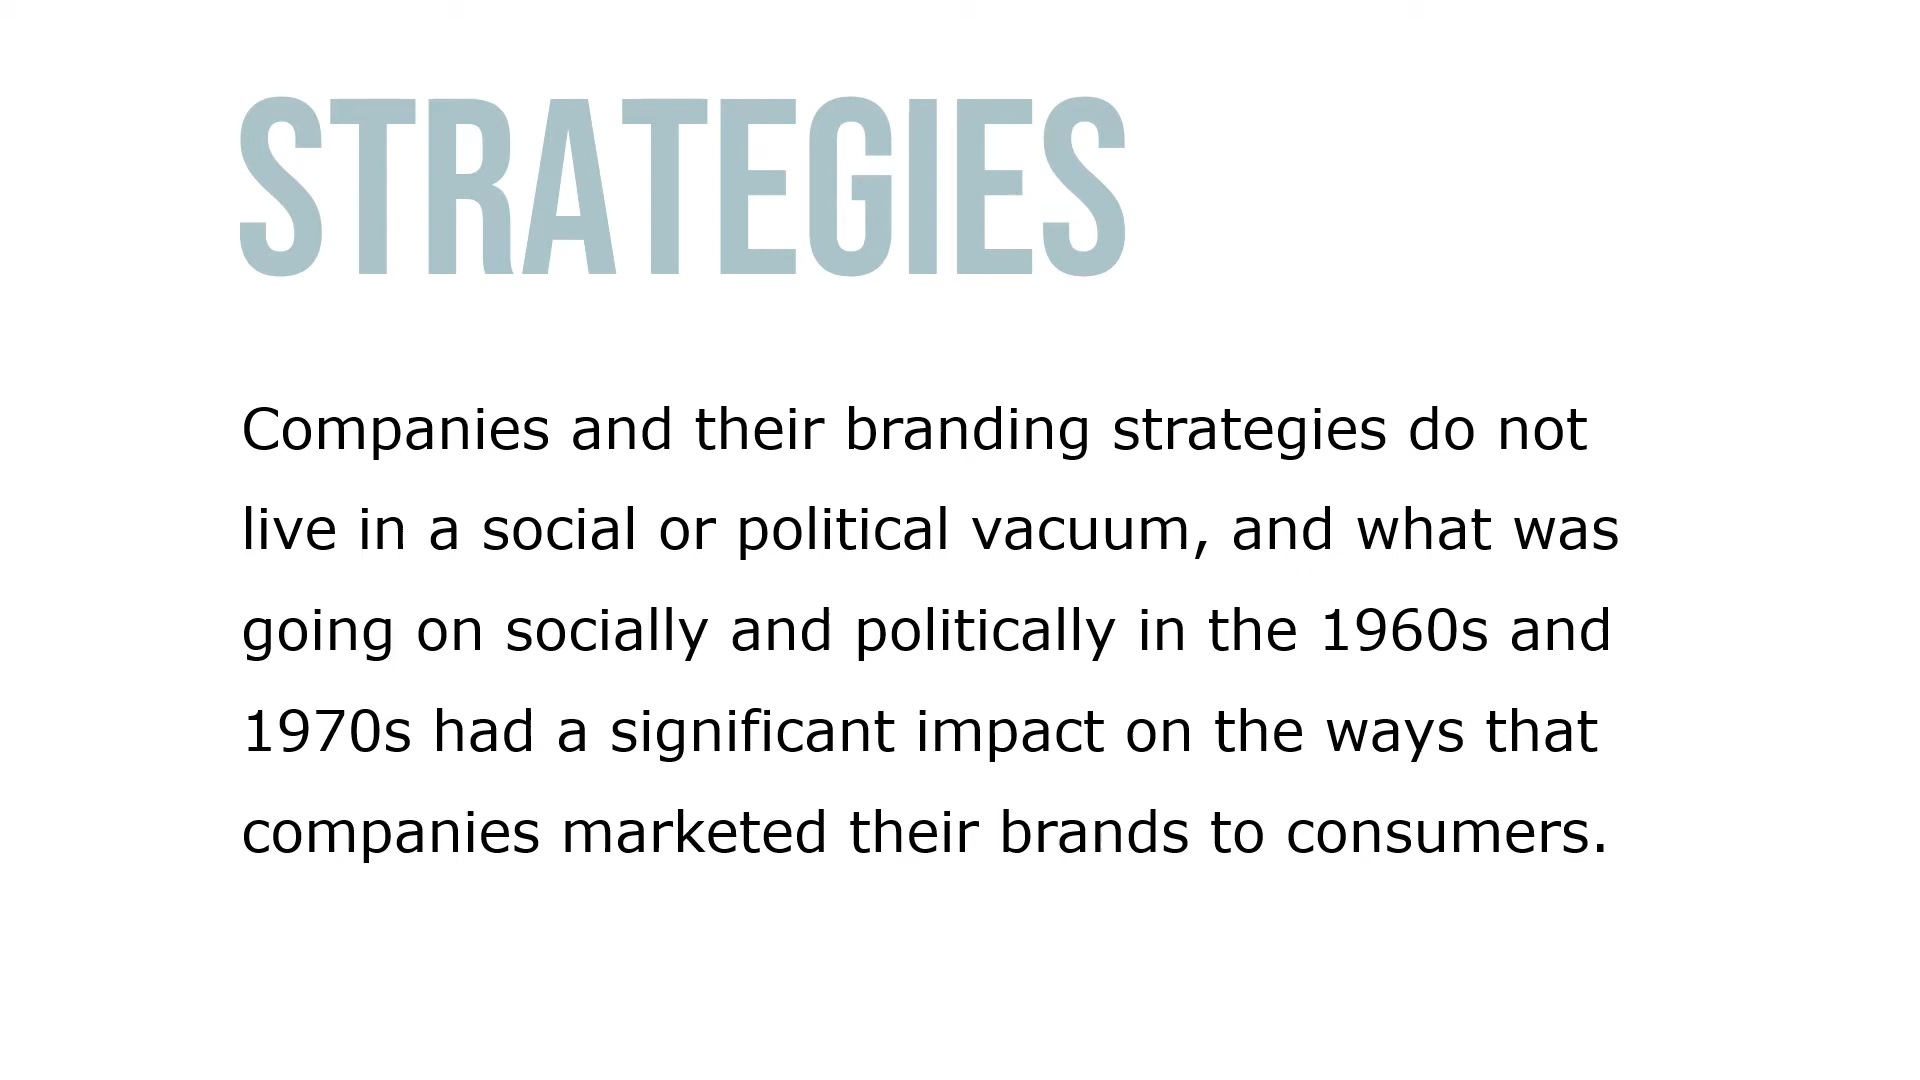 STRATEGIES
Companies and their branding strategies do not
live in a social or political vacuum, and what was
going on socially and politically in the 1960s and
1970s had a significant impact on the ways that
companies marketed their brands to consumers.